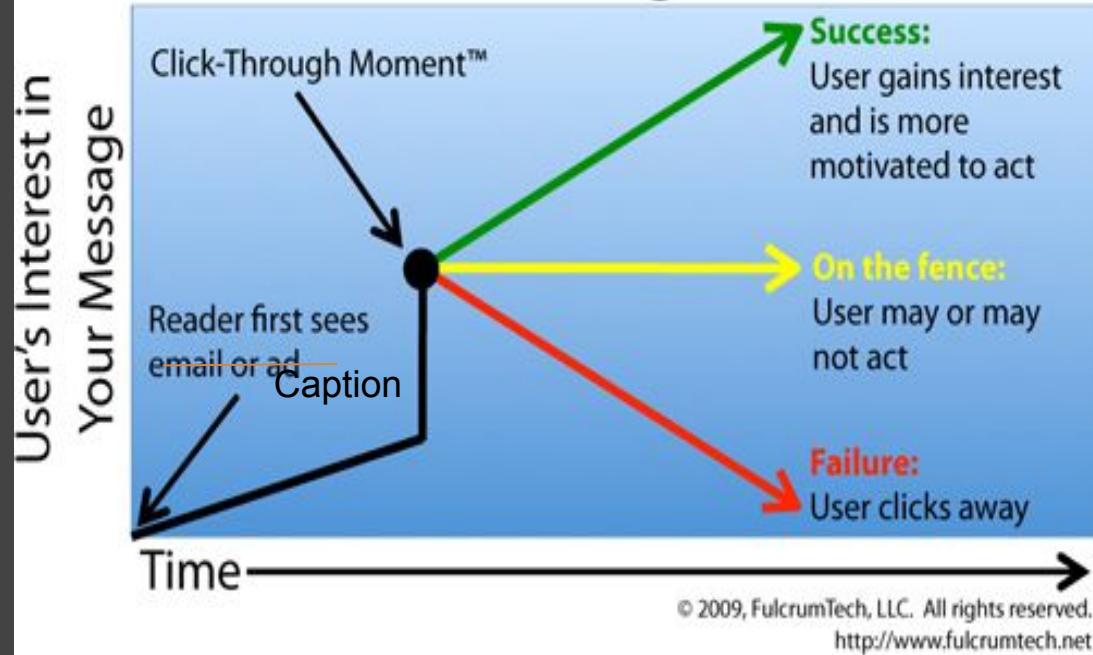 User's Interest in
Your Message
Click-Through Moment™
Reader first sees
email or ad
Caption
Success:
User gains interest
and is more
motivated to act
On the fence:
User may or may
not act
Failure:
User clicks away
Time
© 2009, FulcrumTech, LLC. All rights reserved.
http://www.fulcrumtech.net